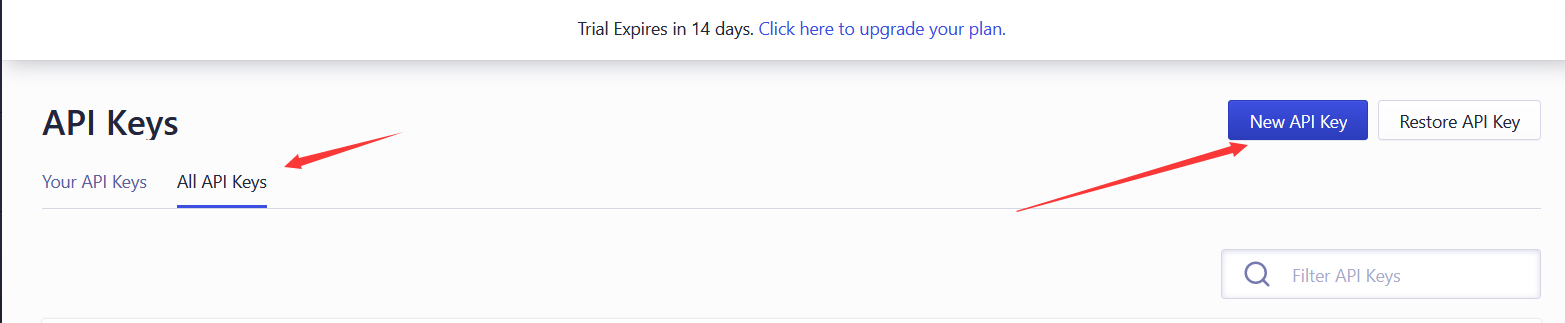 Trial Expires in 14 days. Click here to upgrade your plan.
API Keys
New API Key
Restore API Key
Your API Keys
All API Keys
Filter API Keys